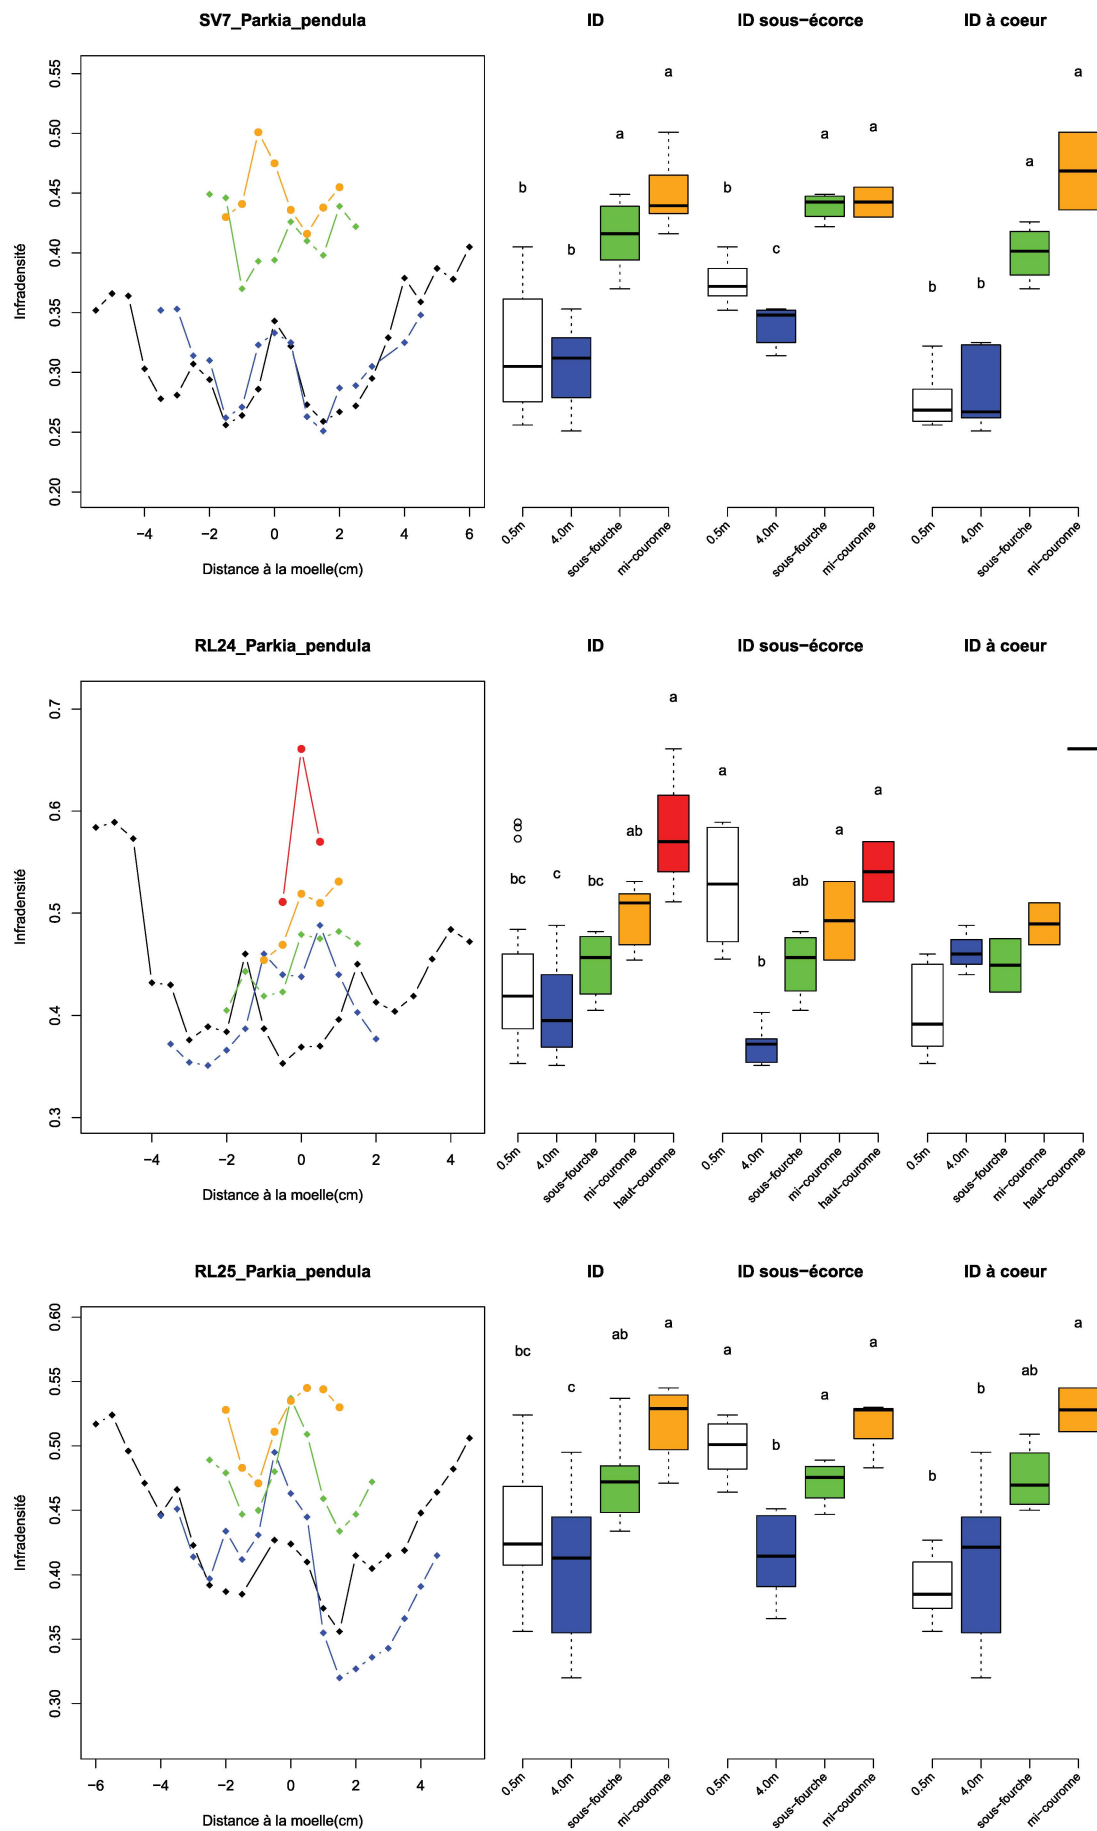 SV7_Parkia_pendula
ID
ID sous−écorce
ID à coeur
Infradensité
0.20
0.25
0.30
0.35
0.40
0.45
0.50
0.55
−4
−2
0
2
4
6
Distance à la moelle(cm)
b
b
a
a
0.5m
4.0m
sous−fourche
mi−couronne
b
c
a
a
0.5m
4.0m
sous−fourche
mi−couronne
b
b
a
a
0.5m
4.0m
sous−fourche
mi−couronne
RL24_Parkia_pendula
ID
ID sous−écorce
ID à coeur
Infradensité
0.3
0.4
0.5
0.6
0.7
−4
−2
0
2
4
Distance à la moelle(cm)
bc
c
bc
ab
a
0.5m
4.0m
sous−fourche
mi−couronne
haut−couronne
a
b
ab
a
a
0.5m
4.0m
sous−fourche
mi−couronne
haut−couronne
0.5m
4.0m
sous−fourche
mi−couronne
haut−couronne
RL25_Parkia_pendula
ID
ID sous−écorce
ID à coeur
Infradensité
0.30
0.35
0.40
0.45
0.50
0.55
0.60
−6
−4
−2
0
2
4
Distance à la moelle(cm)
bc
c
ab
a
0.5m
4.0m
sous−fourche
mi−couronne
a
b
a
a
0.5m
4.0m
sous−fourche
mi−couronne
b
b
ab
a
0.5m
4.0m
sous−fourche
mi−couronne